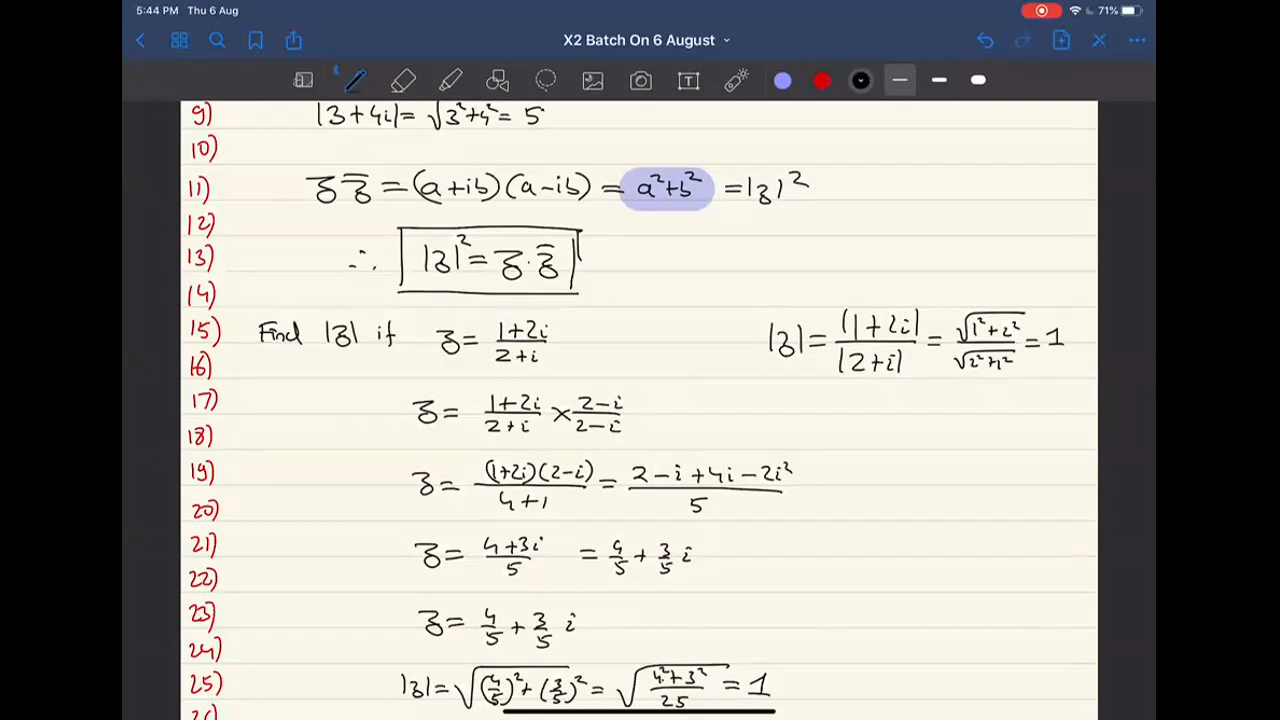 5:44 PM Thu 6 Aug 71%
X2 Batch On 6 August
9) |3+4i| = √3²+4² = 5
10)
11) z z̄ = (a+ib)(a-ib) = a²+b² = |z|²
12)
13) ∴ |z|² = z · z̄
14)
15) Find |z| if z = (1+2i)/(2+i) |z| = |1+2i|/|2+i| = √1²+2²/√2²+1² = 1
16)
17) z = (1+2i)/(2+i) × (2-i)/(2-i)
18)
19) z = (1+2i)(2-i)/(4+1) = (2-i+4i-2i²)/5
20)
21) z = (4+3i)/5 = 4/5 + 3/5 i
22)
23) z = 4/5 + 3/5 i
24)
25) |z| = √(4/5)²+(3/5)² = √(4²+3²)/25 = 1